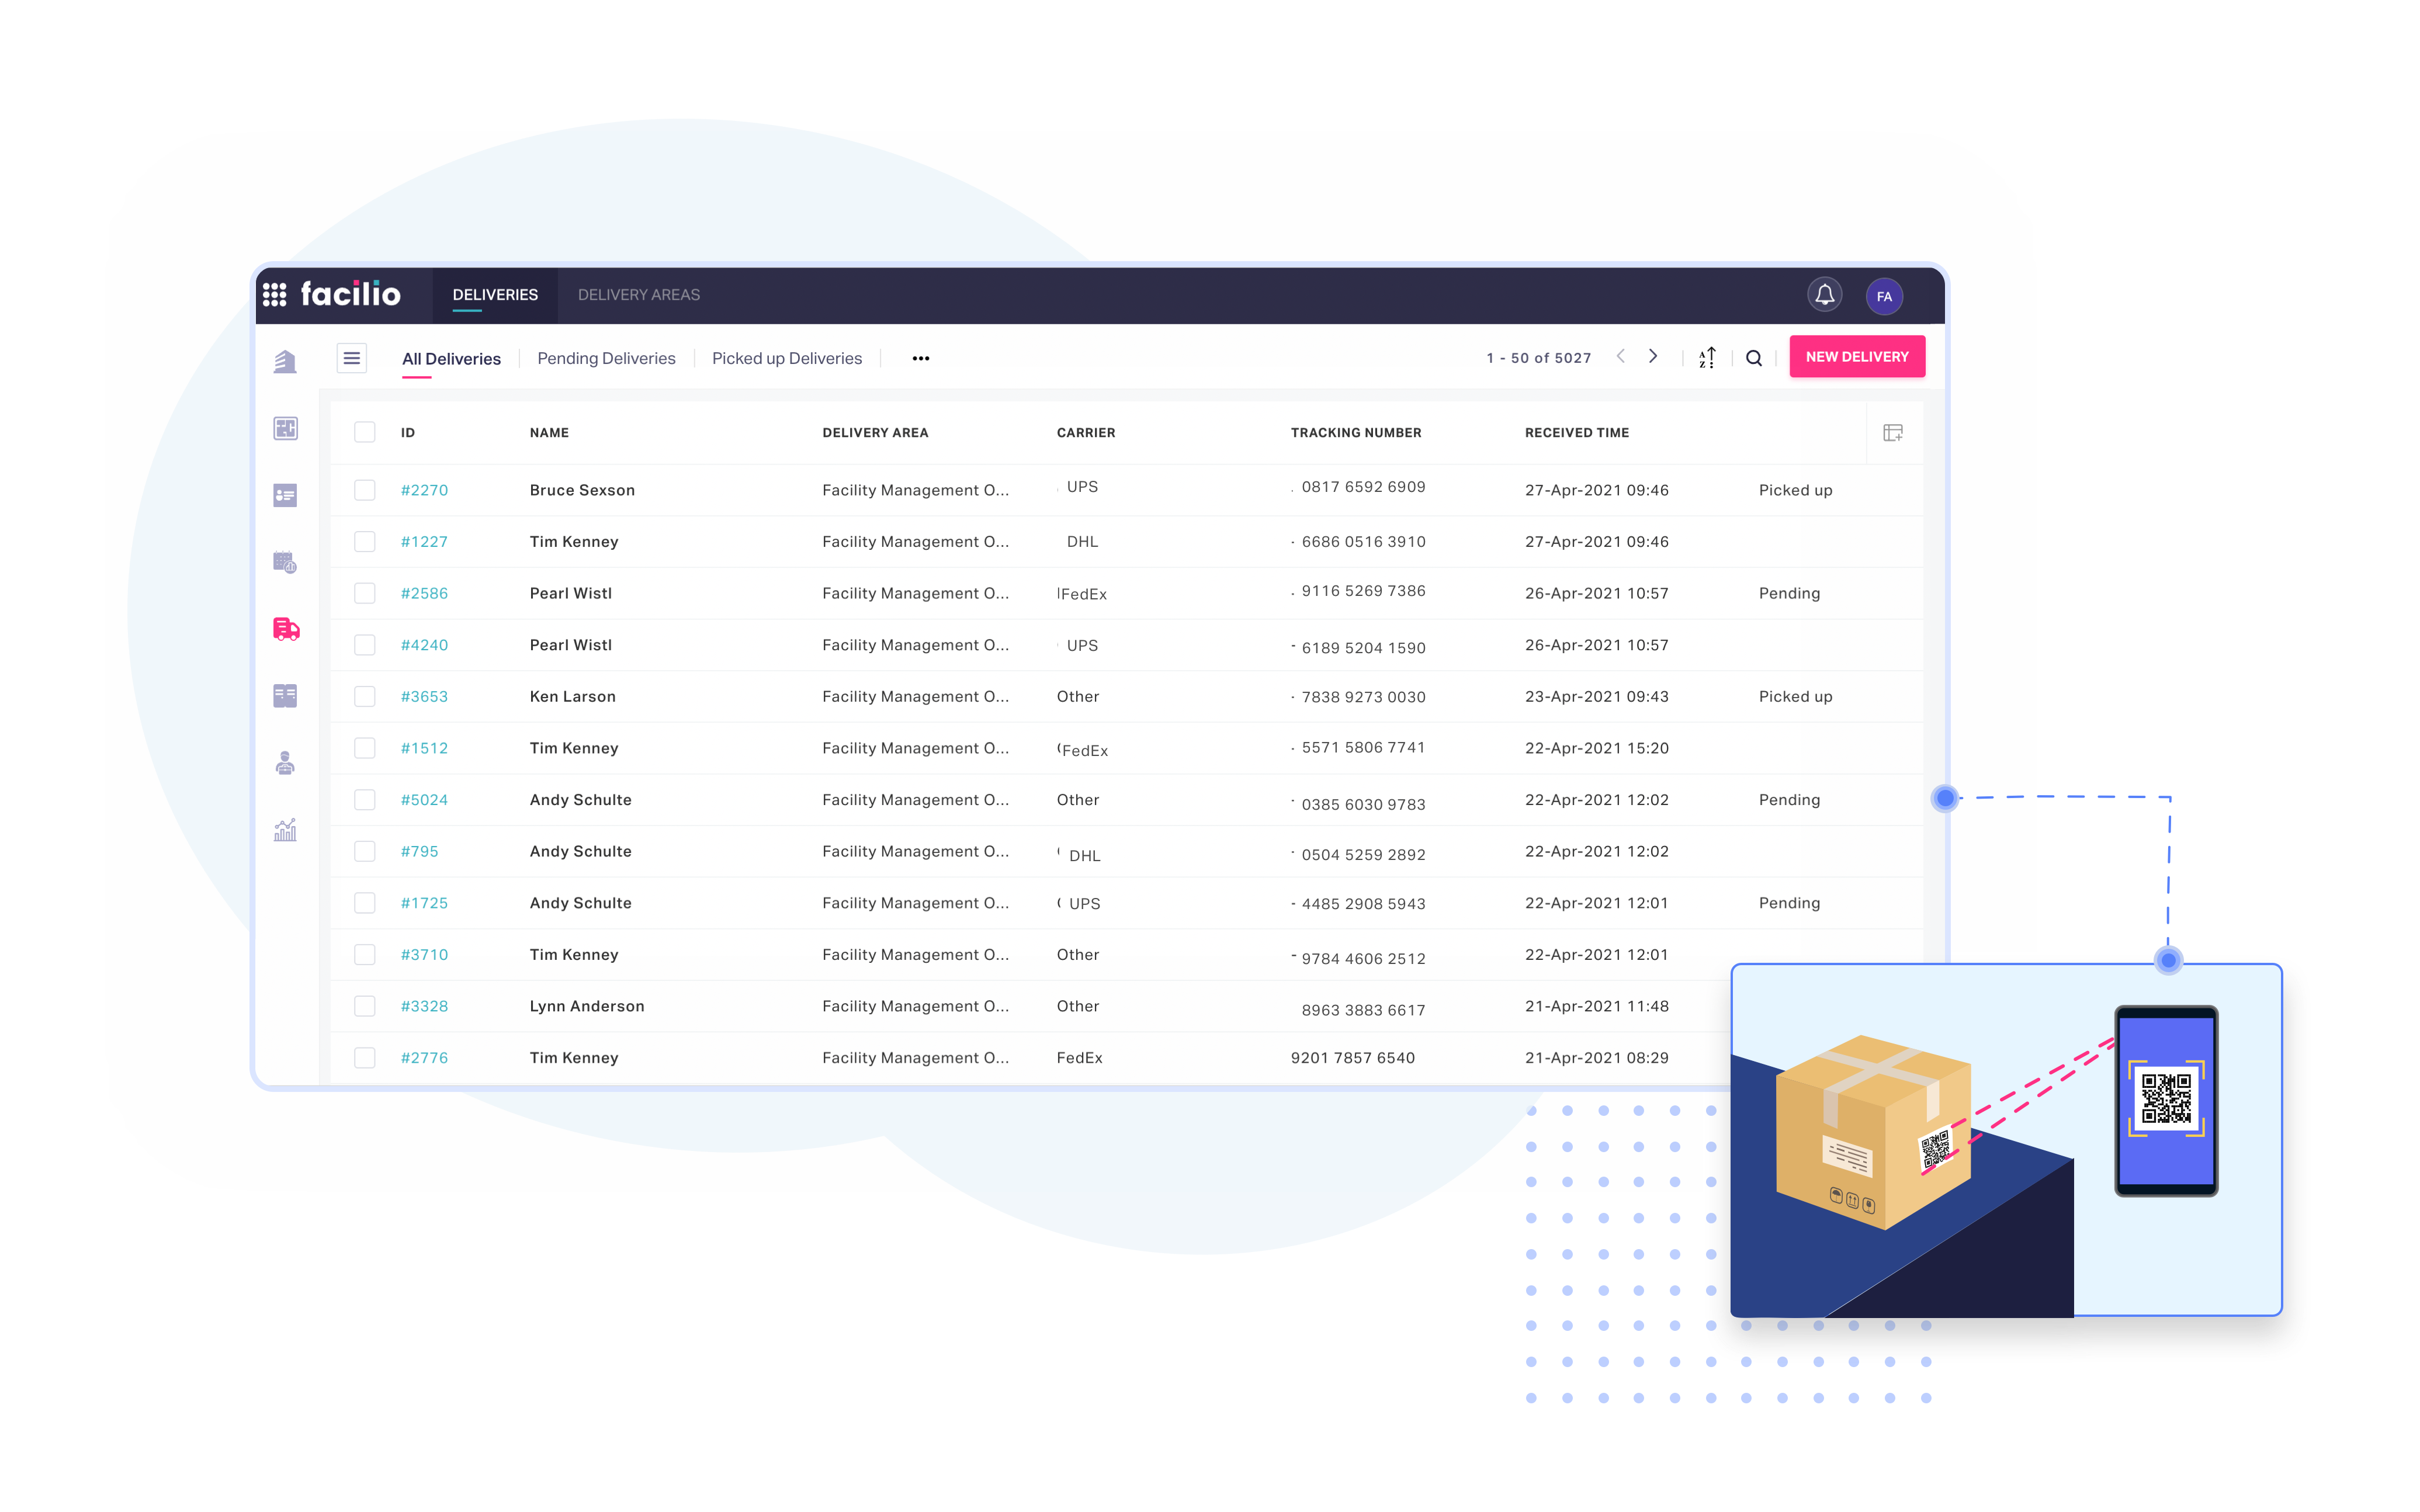 facilio DELIVERIES DELIVERY AREAS FA
All Deliveries Pending Deliveries Picked up Deliveries ••• 1 - 50 of 5027 NEW DELIVERY
ID NAME DELIVERY AREA CARRIER TRACKING NUMBER RECEIVED TIME
#2270 Bruce Sexson Facility Management O... UPS 0817 6592 6909 27-Apr-2021 09:46 Picked up
#1227 Tim Kenney Facility Management O... DHL 6686 0516 3910 27-Apr-2021 09:46
#2586 Pearl Wistl Facility Management O... FedEx 9116 5269 7386 26-Apr-2021 10:57 Pending
#4240 Pearl Wistl Facility Management O... UPS 6189 5204 1590 26-Apr-2021 10:57
#3653 Ken Larson Facility Management O... Other 7838 9273 0030 23-Apr-2021 09:43 Picked up
#1512 Tim Kenney Facility Management O... FedEx 5571 5806 7741 22-Apr-2021 15:20
#5024 Andy Schulte Facility Management O... Other 0385 6030 9783 22-Apr-2021 12:02 Pending
#795 Andy Schulte Facility Management O... DHL 0504 5259 2892 22-Apr-2021 12:02
#1725 Andy Schulte Facility Management O... UPS 4485 2908 5943 22-Apr-2021 12:01 Pending
#3710 Tim Kenney Facility Management O... Other 9784 4606 2512 22-Apr-2021 12:01
#3328 Lynn Anderson Facility Management O... Other 8963 3883 6617 21-Apr-2021 11:48
#2776 Tim Kenney Facility Management O... FedEx 9201 7857 6540 21-Apr-2021 08:29